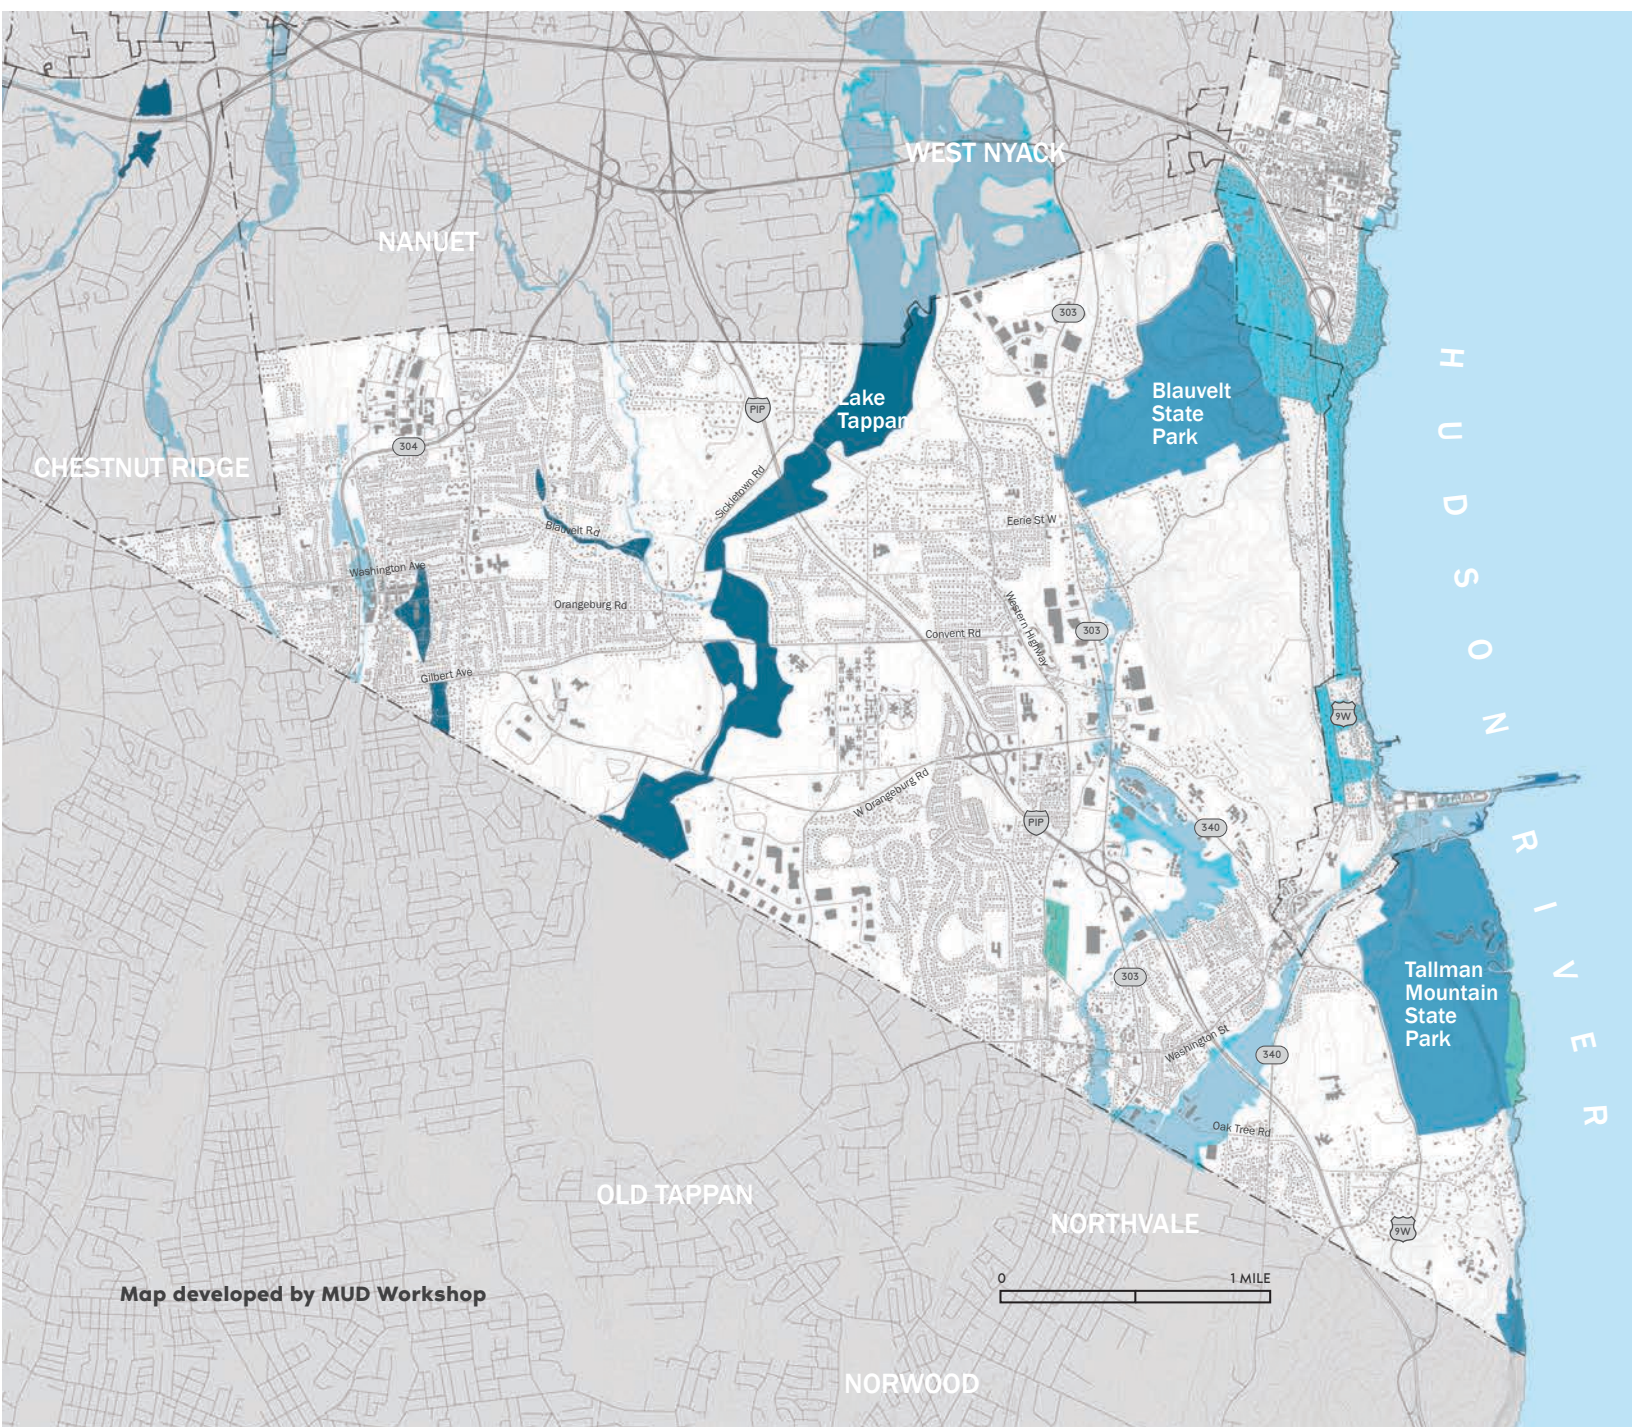 WEST NYACK
NANUET
303
Blauvelt
State
Park
Lake
Tappan
PIP
304
CHESTNUT RIDGE
Sickletown Rd
Blauvelt Rd
Eerie St W
Washington Ave
Orangeburg Rd
Western Highway
Convent Rd
303
Gilbert Ave
9W
W Orangeburg Rd
PIP
340
HUDSON RIVER
303
Tallman
Mountain
State
Park
Washington St
340
Oak Tree Rd
OLD TAPPAN
NORTHVALE
9W
0
1 MILE
Map developed by MUD Workshop
NORWOOD